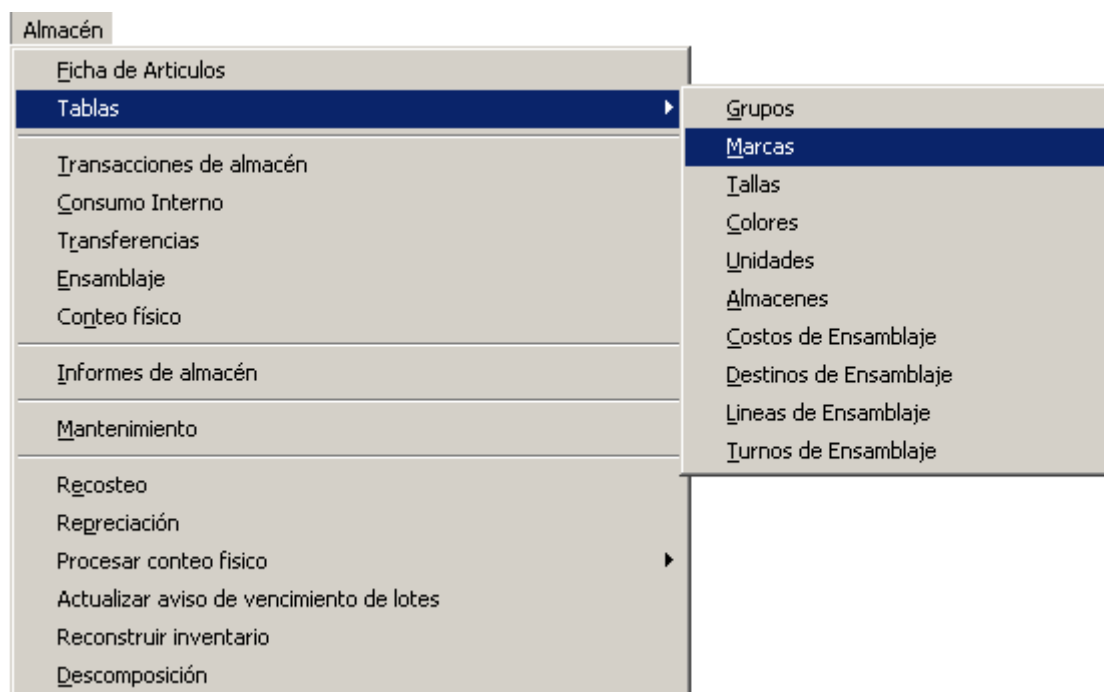 Almacén
Ficha de Articulos
Tablas
Transacciones de almacén
Consumo Interno
Transferencias
Ensamblaje
Conteo físico
Informes de almacén
Mantenimiento
Recosteo
Repreciación
Procesar conteo fisico
Actualizar aviso de vencimiento de lotes
Reconstruir inventario
Descomposición
Grupos
Marcas
Tallas
Colores
Unidades
Almacenes
Costos de Ensamblaje
Destinos de Ensamblaje
Lineas de Ensamblaje
Turnos de Ensamblaje